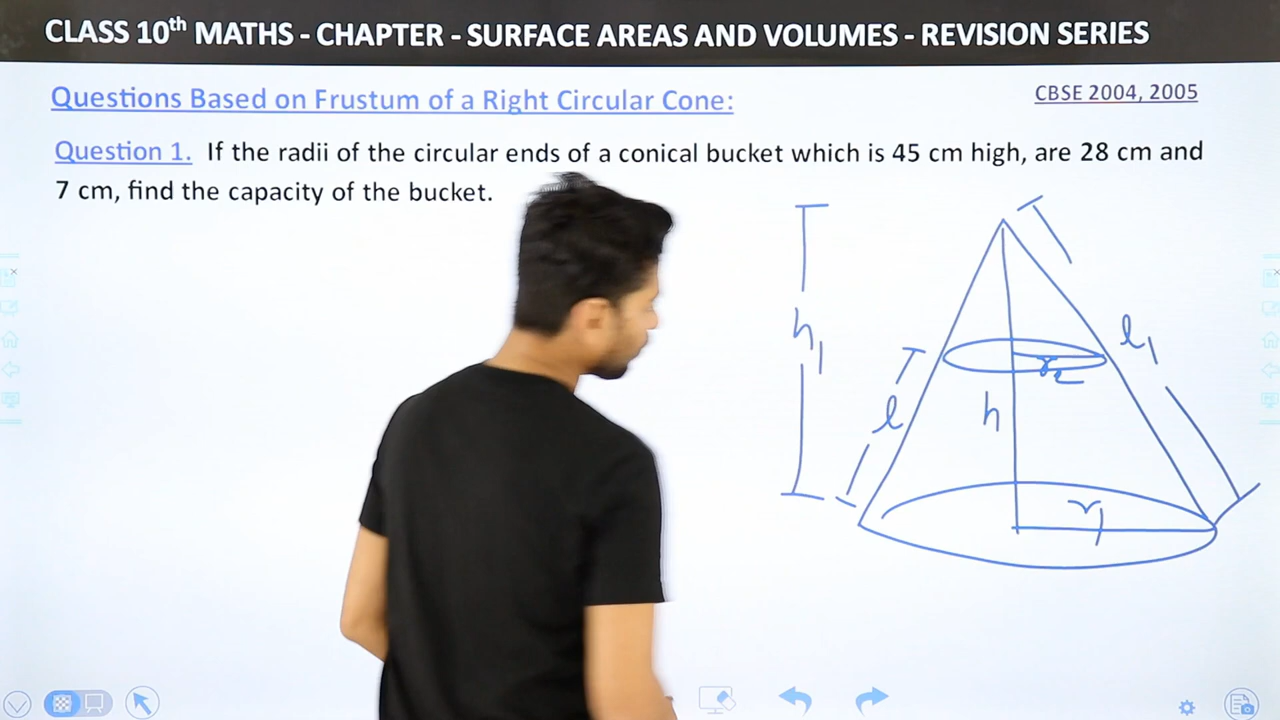 CLASS 10th MATHS - CHAPTER - SURFACE AREAS AND VOLUMES - REVISION SERIES
Questions Based on Frustum of a Right Circular Cone:
CBSE 2004, 2005
Question 1. If the radii of the circular ends of a conical bucket which is 45 cm high, are 28 cm and
7 cm, find the capacity of the bucket.
h1
l1
r2
l
h
r1